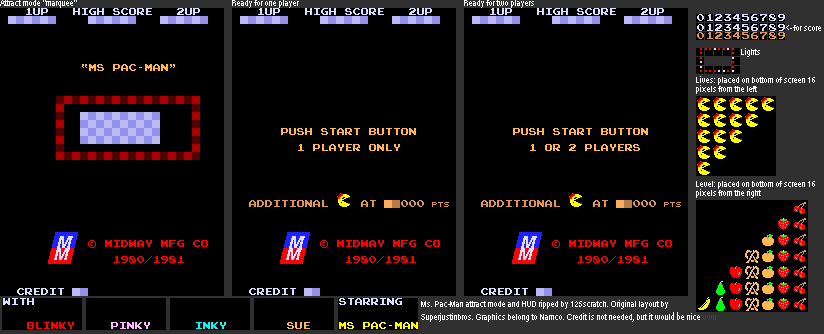 Attract mode "marquee"
1UP HIGH SCORE 2UP
"MS PAC-MAN"
MM
© MIDWAY MFG CO
1980/1981
CREDIT
Ready for one player
1UP HIGH SCORE 2UP
PUSH START BUTTON
1 PLAYER ONLY
ADDITIONAL AT 000 PTS
MM
© MIDWAY MFG CO
1980/1981
CREDIT
Ready for two players
1UP HIGH SCORE 2UP
PUSH START BUTTON
1 OR 2 PLAYERS
ADDITIONAL AT 000 PTS
MM
© MIDWAY MFG CO
1980/1981
CREDIT
0123456789
0123456789<-for score
0123456789
Lights
Lives: placed on bottom of screen 16
pixels from the left
Level: placed on bottom of screen 16
pixels from the right
WITH
BLINKY
PINKY
INKY
SUE
STARRING
MS PAC-MAN
Ms. Pac-Man attract mode and HUD ripped by 125scratch. Original layout by
Superjustinbros. Graphics belong to Namco. Credit is not needed, but it would be nice